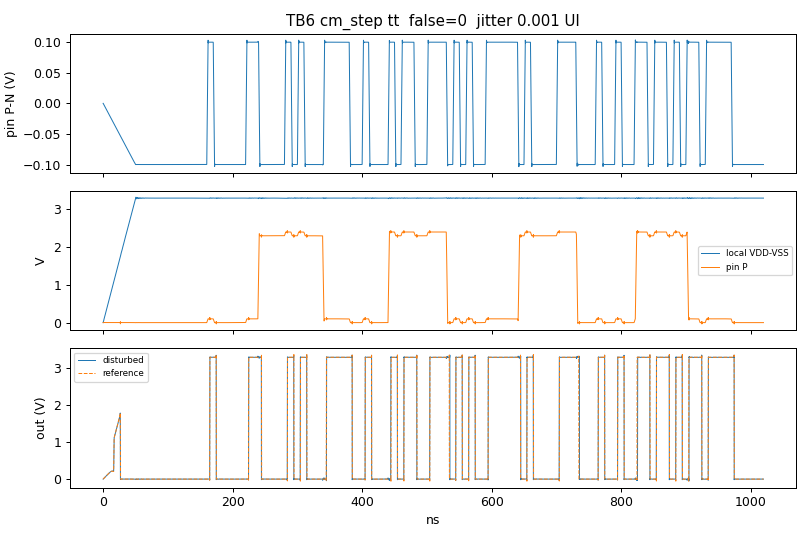 TB6 cm_step tt  false=0  jitter 0.001 UI
pin P-N (V)
0.10
0.05
0.00
−0.05
−0.10
V
3
2
1
0
local VDD-VSS
pin P
out (V)
3
2
1
0
disturbed
reference
0 200 400 600 800 1000
ns